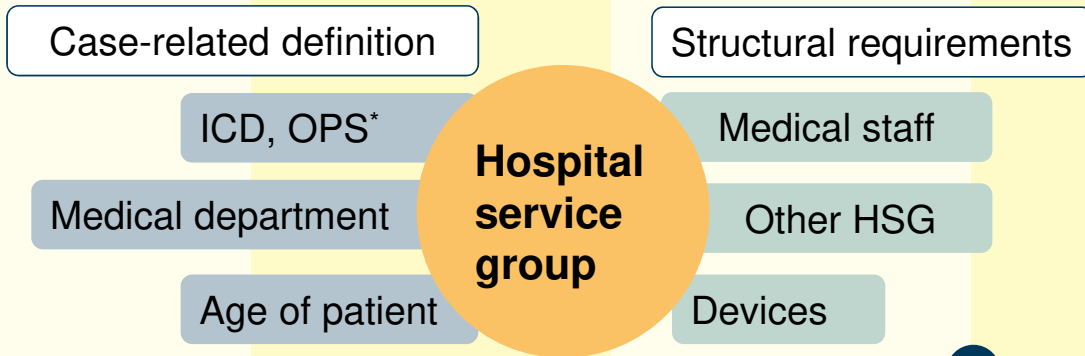 Case-related definition
Structural requirements
ICD, OPS*
Medical department
Age of patient
Hospital
service
group
Medical staff
Other HSG
Devices